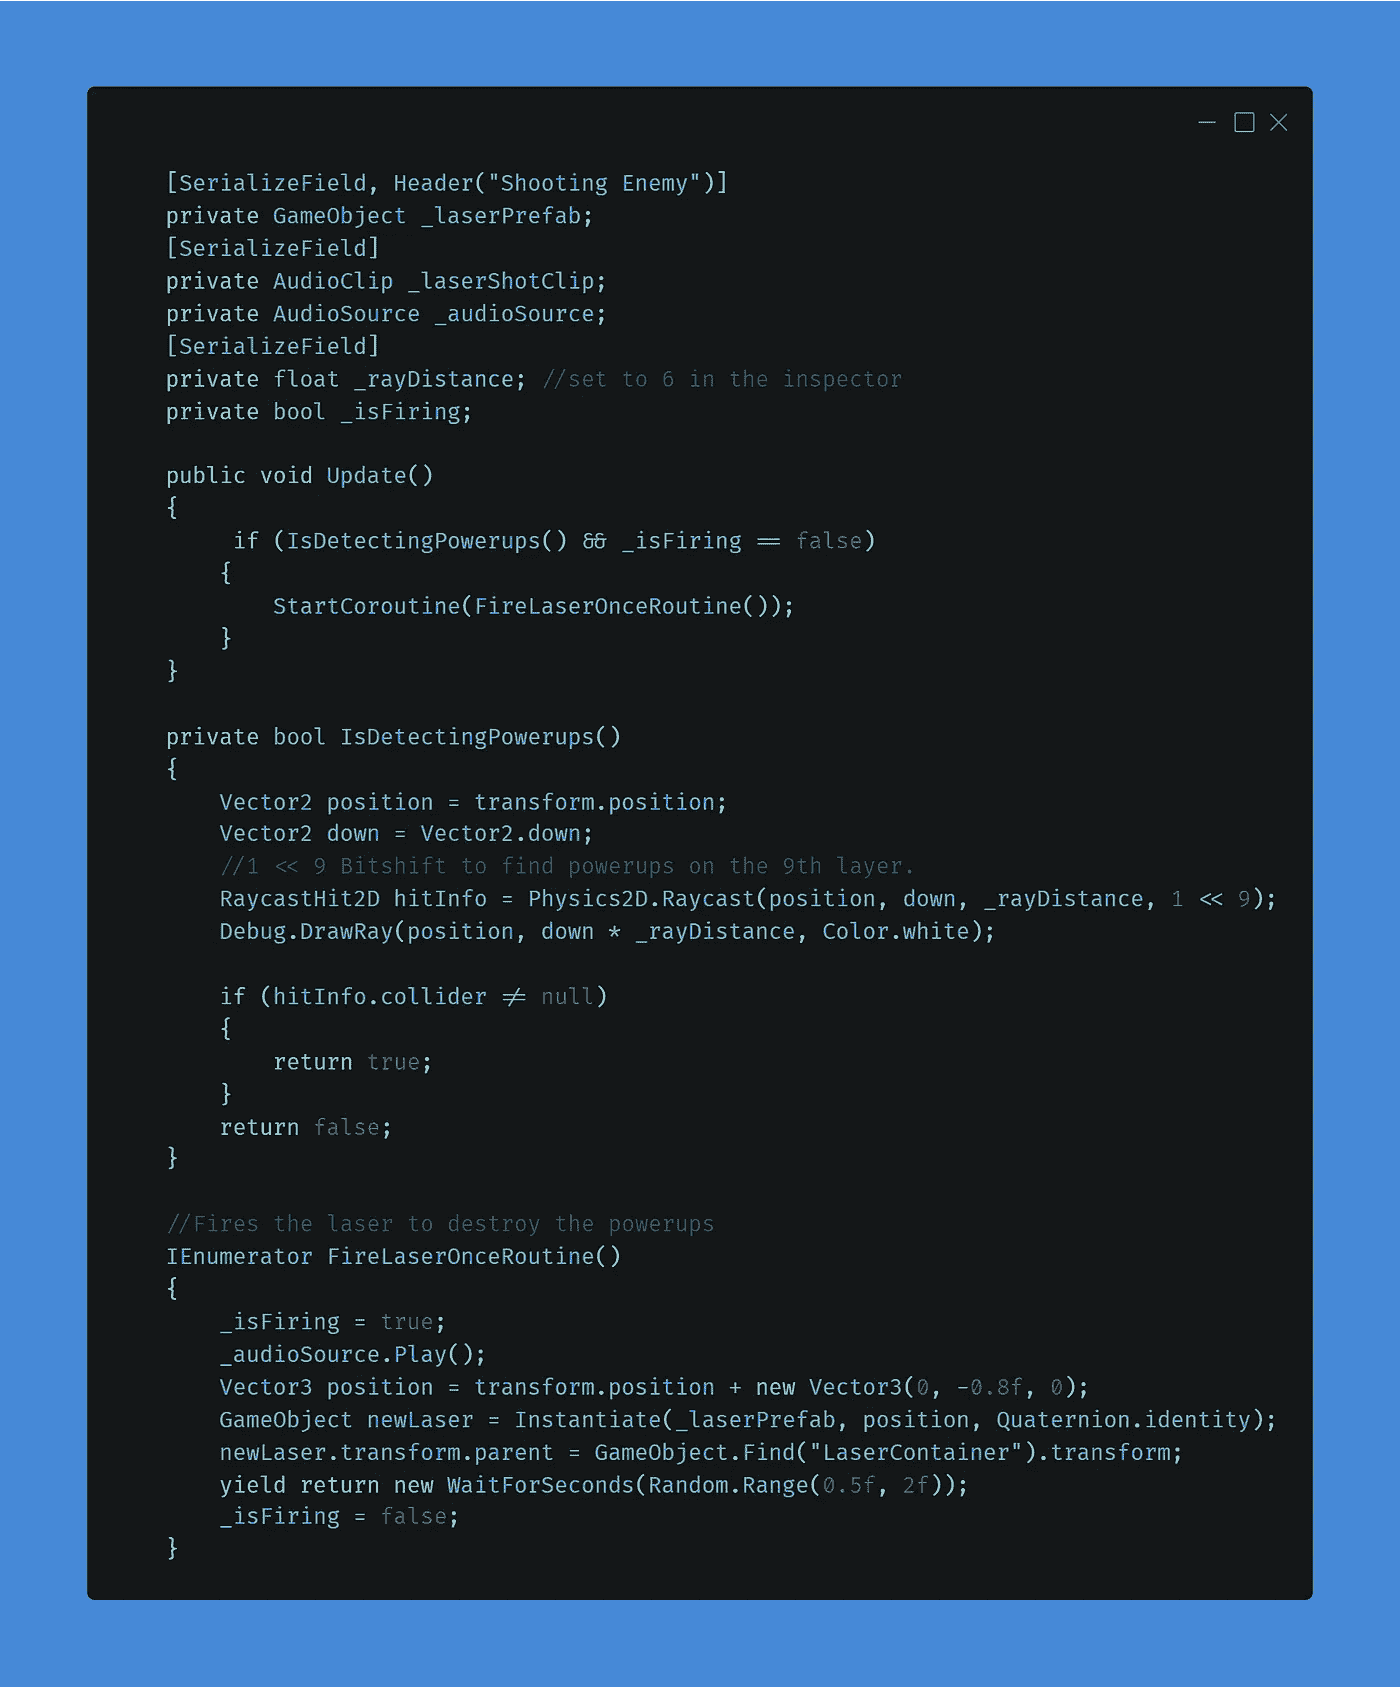 [SerializeField, Header("Shooting Enemy")]
private GameObject _laserPrefab;
[SerializeField]
private AudioClip _laserShotClip;
private AudioSource _audioSource;
[SerializeField]
private float _rayDistance; //set to 6 in the inspector
private bool _isFiring;

public void Update()
{
     if (IsDetectingPowerups() && _isFiring == false)
    {
        StartCoroutine(FireLaserOnceRoutine());
    }
}

private bool IsDetectingPowerups()
{
    Vector2 position = transform.position;
    Vector2 down = Vector2.down;
    //1 << 9 Bitshift to find powerups on the 9th layer.
    RaycastHit2D hitInfo = Physics2D.Raycast(position, down, _rayDistance, 1 << 9);
    Debug.DrawRay(position, down * _rayDistance, Color.white);

    if (hitInfo.collider != null)
    {
        return true;
    }
    return false;
}

//Fires the laser to destroy the powerups
IEnumerator FireLaserOnceRoutine()
{
    _isFiring = true;
    _audioSource.Play();
    Vector3 position = transform.position + new Vector3(0, -0.8f, 0);
    GameObject newLaser = Instantiate(_laserPrefab, position, Quaternion.identity);
    newLaser.transform.parent = GameObject.Find("LaserContainer").transform;
    yield return new WaitForSeconds(Random.Range(0.5f, 2f));
    _isFiring = false;
}